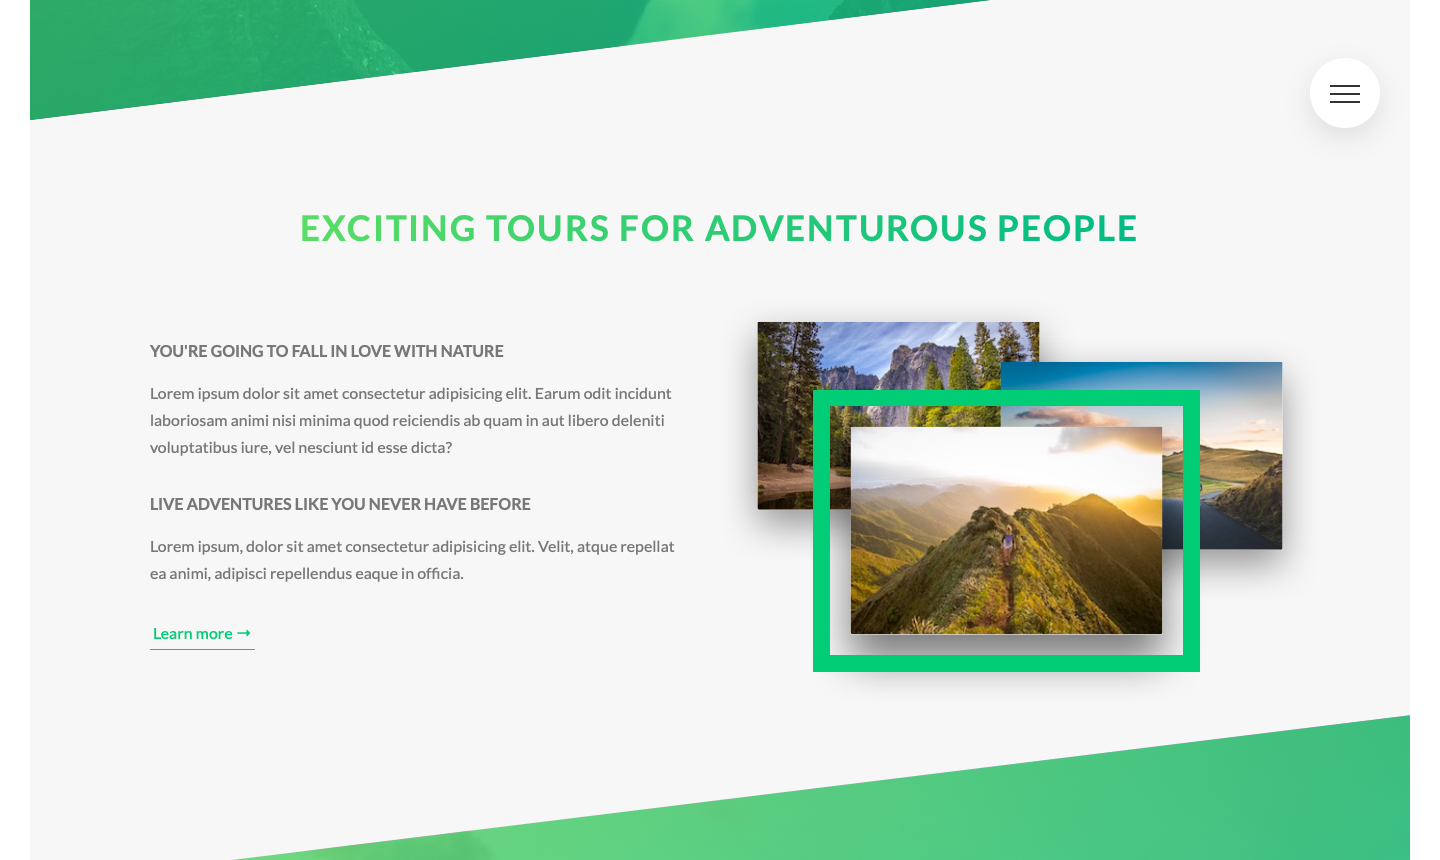 EXCITING TOURS FOR ADVENTUROUS PEOPLE
YOU'RE GOING TO FALL IN LOVE WITH NATURE
Lorem ipsum dolor sit amet consectetur adipisicing elit. Earum odit incidunt
laboriosam animi nisi minima quod reiciendis ab quam in aut libero deleniti
voluptatibus iure, vel nesciunt id esse dicta?
LIVE ADVENTURES LIKE YOU NEVER HAVE BEFORE
Lorem ipsum, dolor sit amet consectetur adipisicing elit. Velit, atque repellat
ea animi, adipisci repellendus eaque in officia.
Learn more →